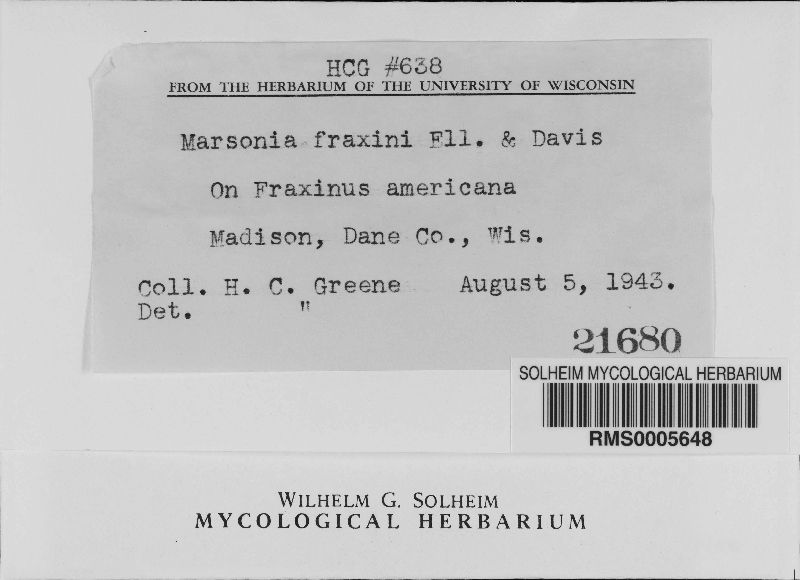 HCG #638
FROM THE HERBARIUM OF THE UNIVERSITY OF WISCONSIN
Marsonia fraxini Ell. & Davis
On Fraxinus americana
Madison, Dane Co., Wis.
Coll. H. C. Greene August 5, 1943.
Det. "
21680
SOLHEIM MYCOLOGICAL HERBARIUM
RMS0005648
WILHELM G. SOLHEIM
MYCOLOGICAL HERBARIUM